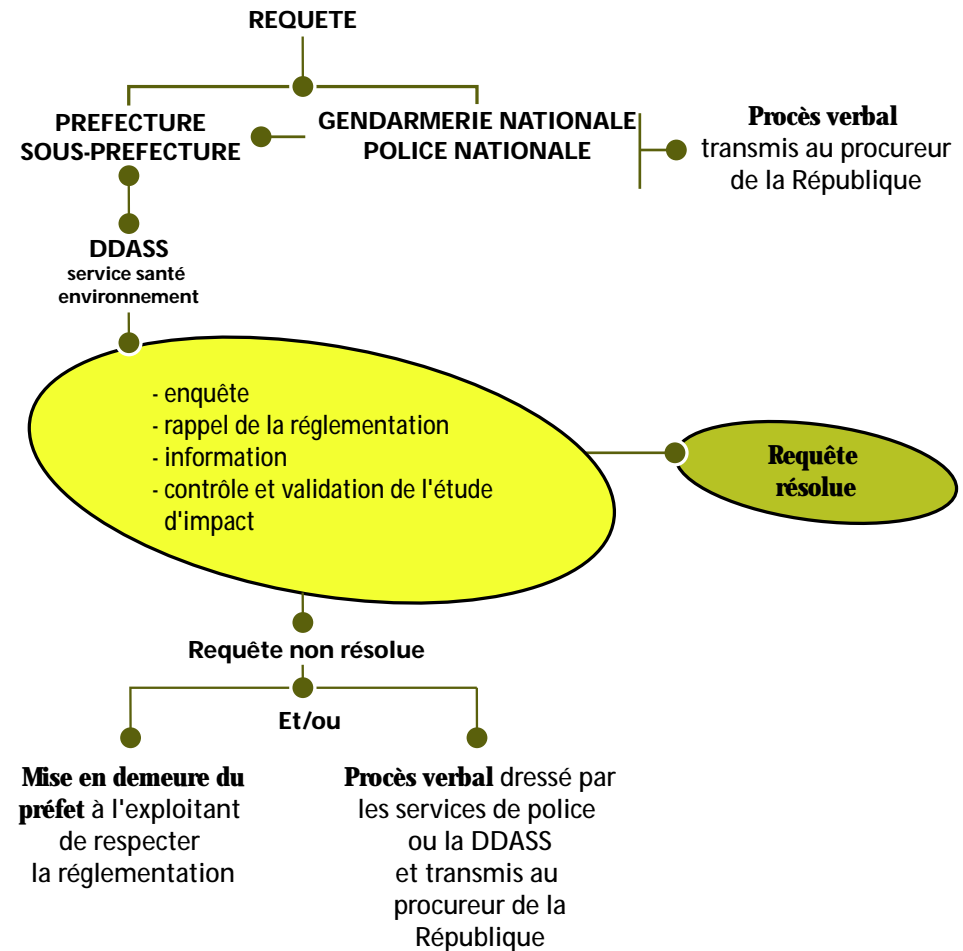 REQUETE
PREFECTURE
SOUS-PREFECTURE
GENDARMERIE NATIONALE
POLICE NATIONALE
Procès verbal
transmis au procureur
de la République
DDASS
service santé
environnement
- enquête
- rappel de la réglementation
- information
- contrôle et validation de l'étude
d'impact
Requête
résolue
Requête non résolue
Et/ou
Mise en demeure du
préfet à l'exploitant
de respecter
la réglementation
Procès verbal dressé par
les services de police
ou la DDASS
et transmis au
procureur de la
République